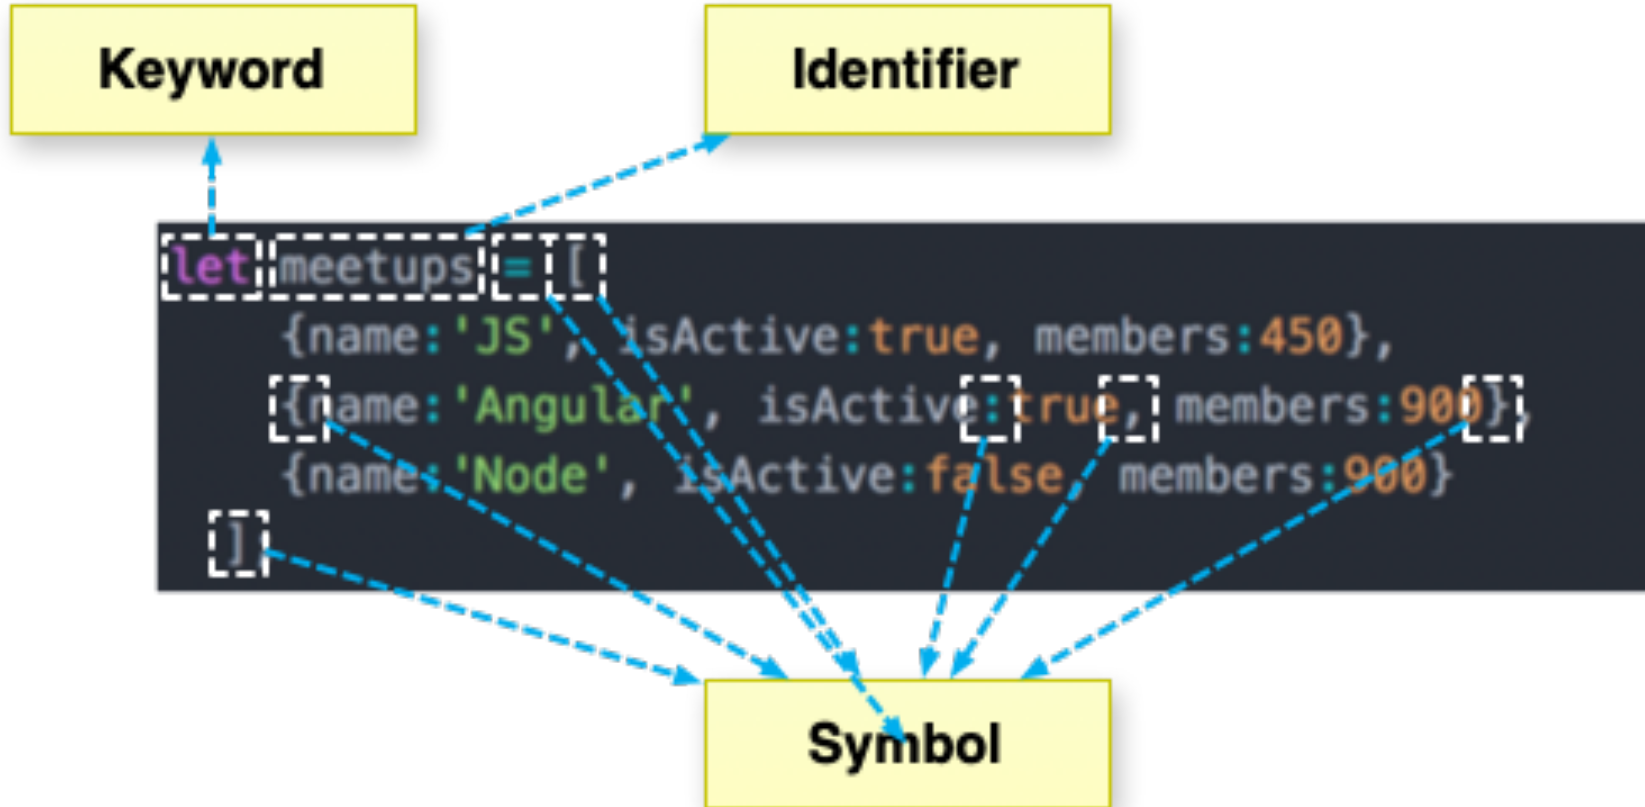 Keyword
Identifier
let meetups = [
{name:'JS', isActive:true, members:450},
{name:'Angular', isActive:true, members:900},
{name:'Node', isActive:false, members:900}
]
Symbol